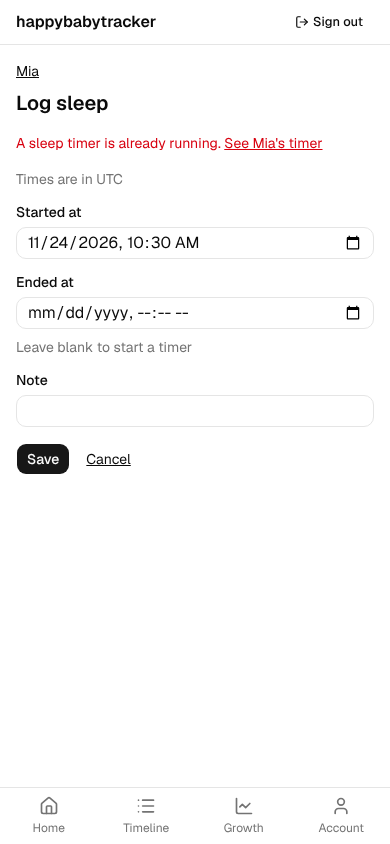 happybabytracker
Sign out
Mia
Log sleep
A sleep timer is already running. See Mia's timer
Times are in UTC
Started at
11/24/2026, 10:30 AM
Ended at
mm/dd/yyyy, --:-- --
Leave blank to start a timer
Note
Save Cancel
Home Timeline Growth Account